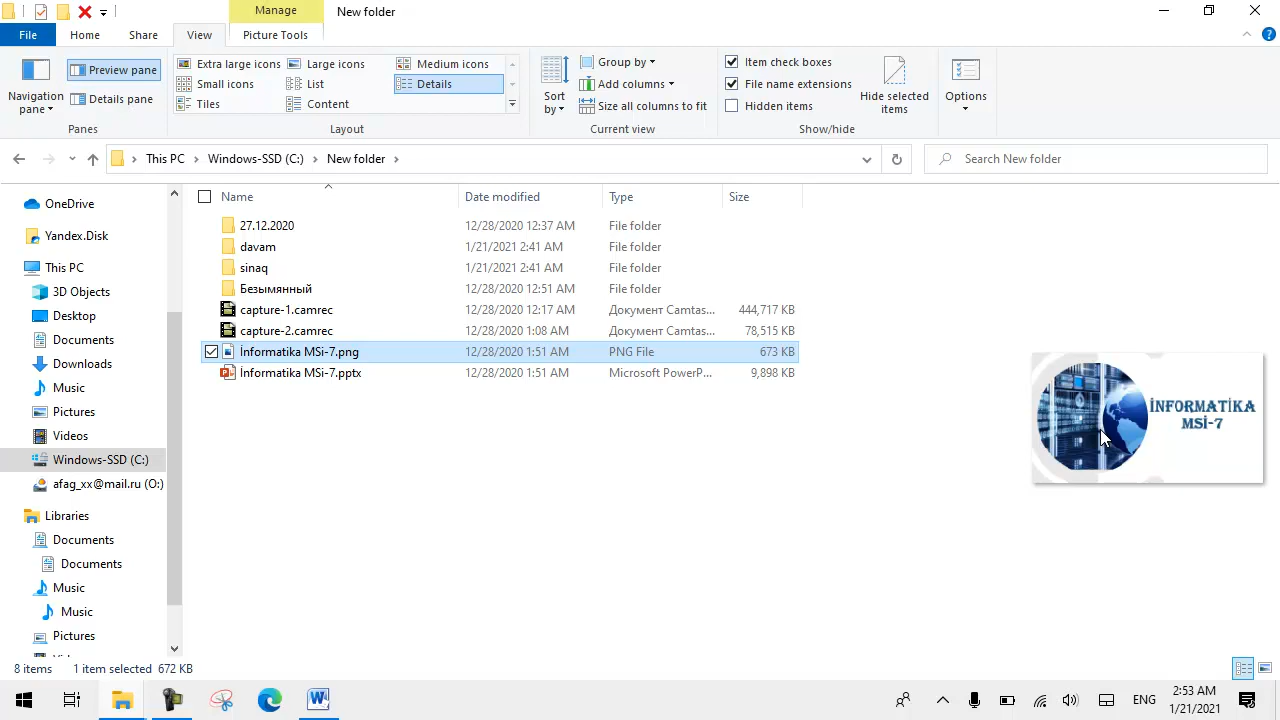 Manage
New folder
File
Home
Share
View
Picture Tools
Navigation pane
Preview pane
Details pane
Panes
Extra large icons
Large icons
Medium icons
Small icons
List
Details
Tiles
Content
Layout
Sort by
Group by
Add columns
Size all columns to fit
Current view
Item check boxes
File name extensions
Hidden items
Hide selected items
Show/hide
Options
This PC
Windows-SSD (C:)
New folder
Search New folder
Name
Date modified
Type
Size
27.12.2020 12/28/2020 12:37 AM File folder
davam 1/21/2021 2:41 AM File folder
sinaq 1/21/2021 2:41 AM File folder
Безымянный 12/28/2020 12:51 AM File folder
capture-1.camrec 12/28/2020 12:17 AM Документ Camtas... 444,717 KB
capture-2.camrec 12/28/2020 1:08 AM Документ Camtas... 78,515 KB
İnformatika MSi-7.png 12/28/2020 1:51 AM PNG File 673 KB
İnformatika MSi-7.pptx 12/28/2020 1:51 AM Microsoft PowerP... 9,898 KB
OneDrive
Yandex.Disk
This PC
3D Objects
Desktop
Documents
Downloads
Music
Pictures
Videos
Windows-SSD (C:)
afag_xx@mail.ru (O:)
Libraries
Documents
Documents
Music
Music
Pictures
İNFORMATİKA
MSİ-7
8 items
1 item selected 672 KB
ENG
2:53 AM
1/21/2021